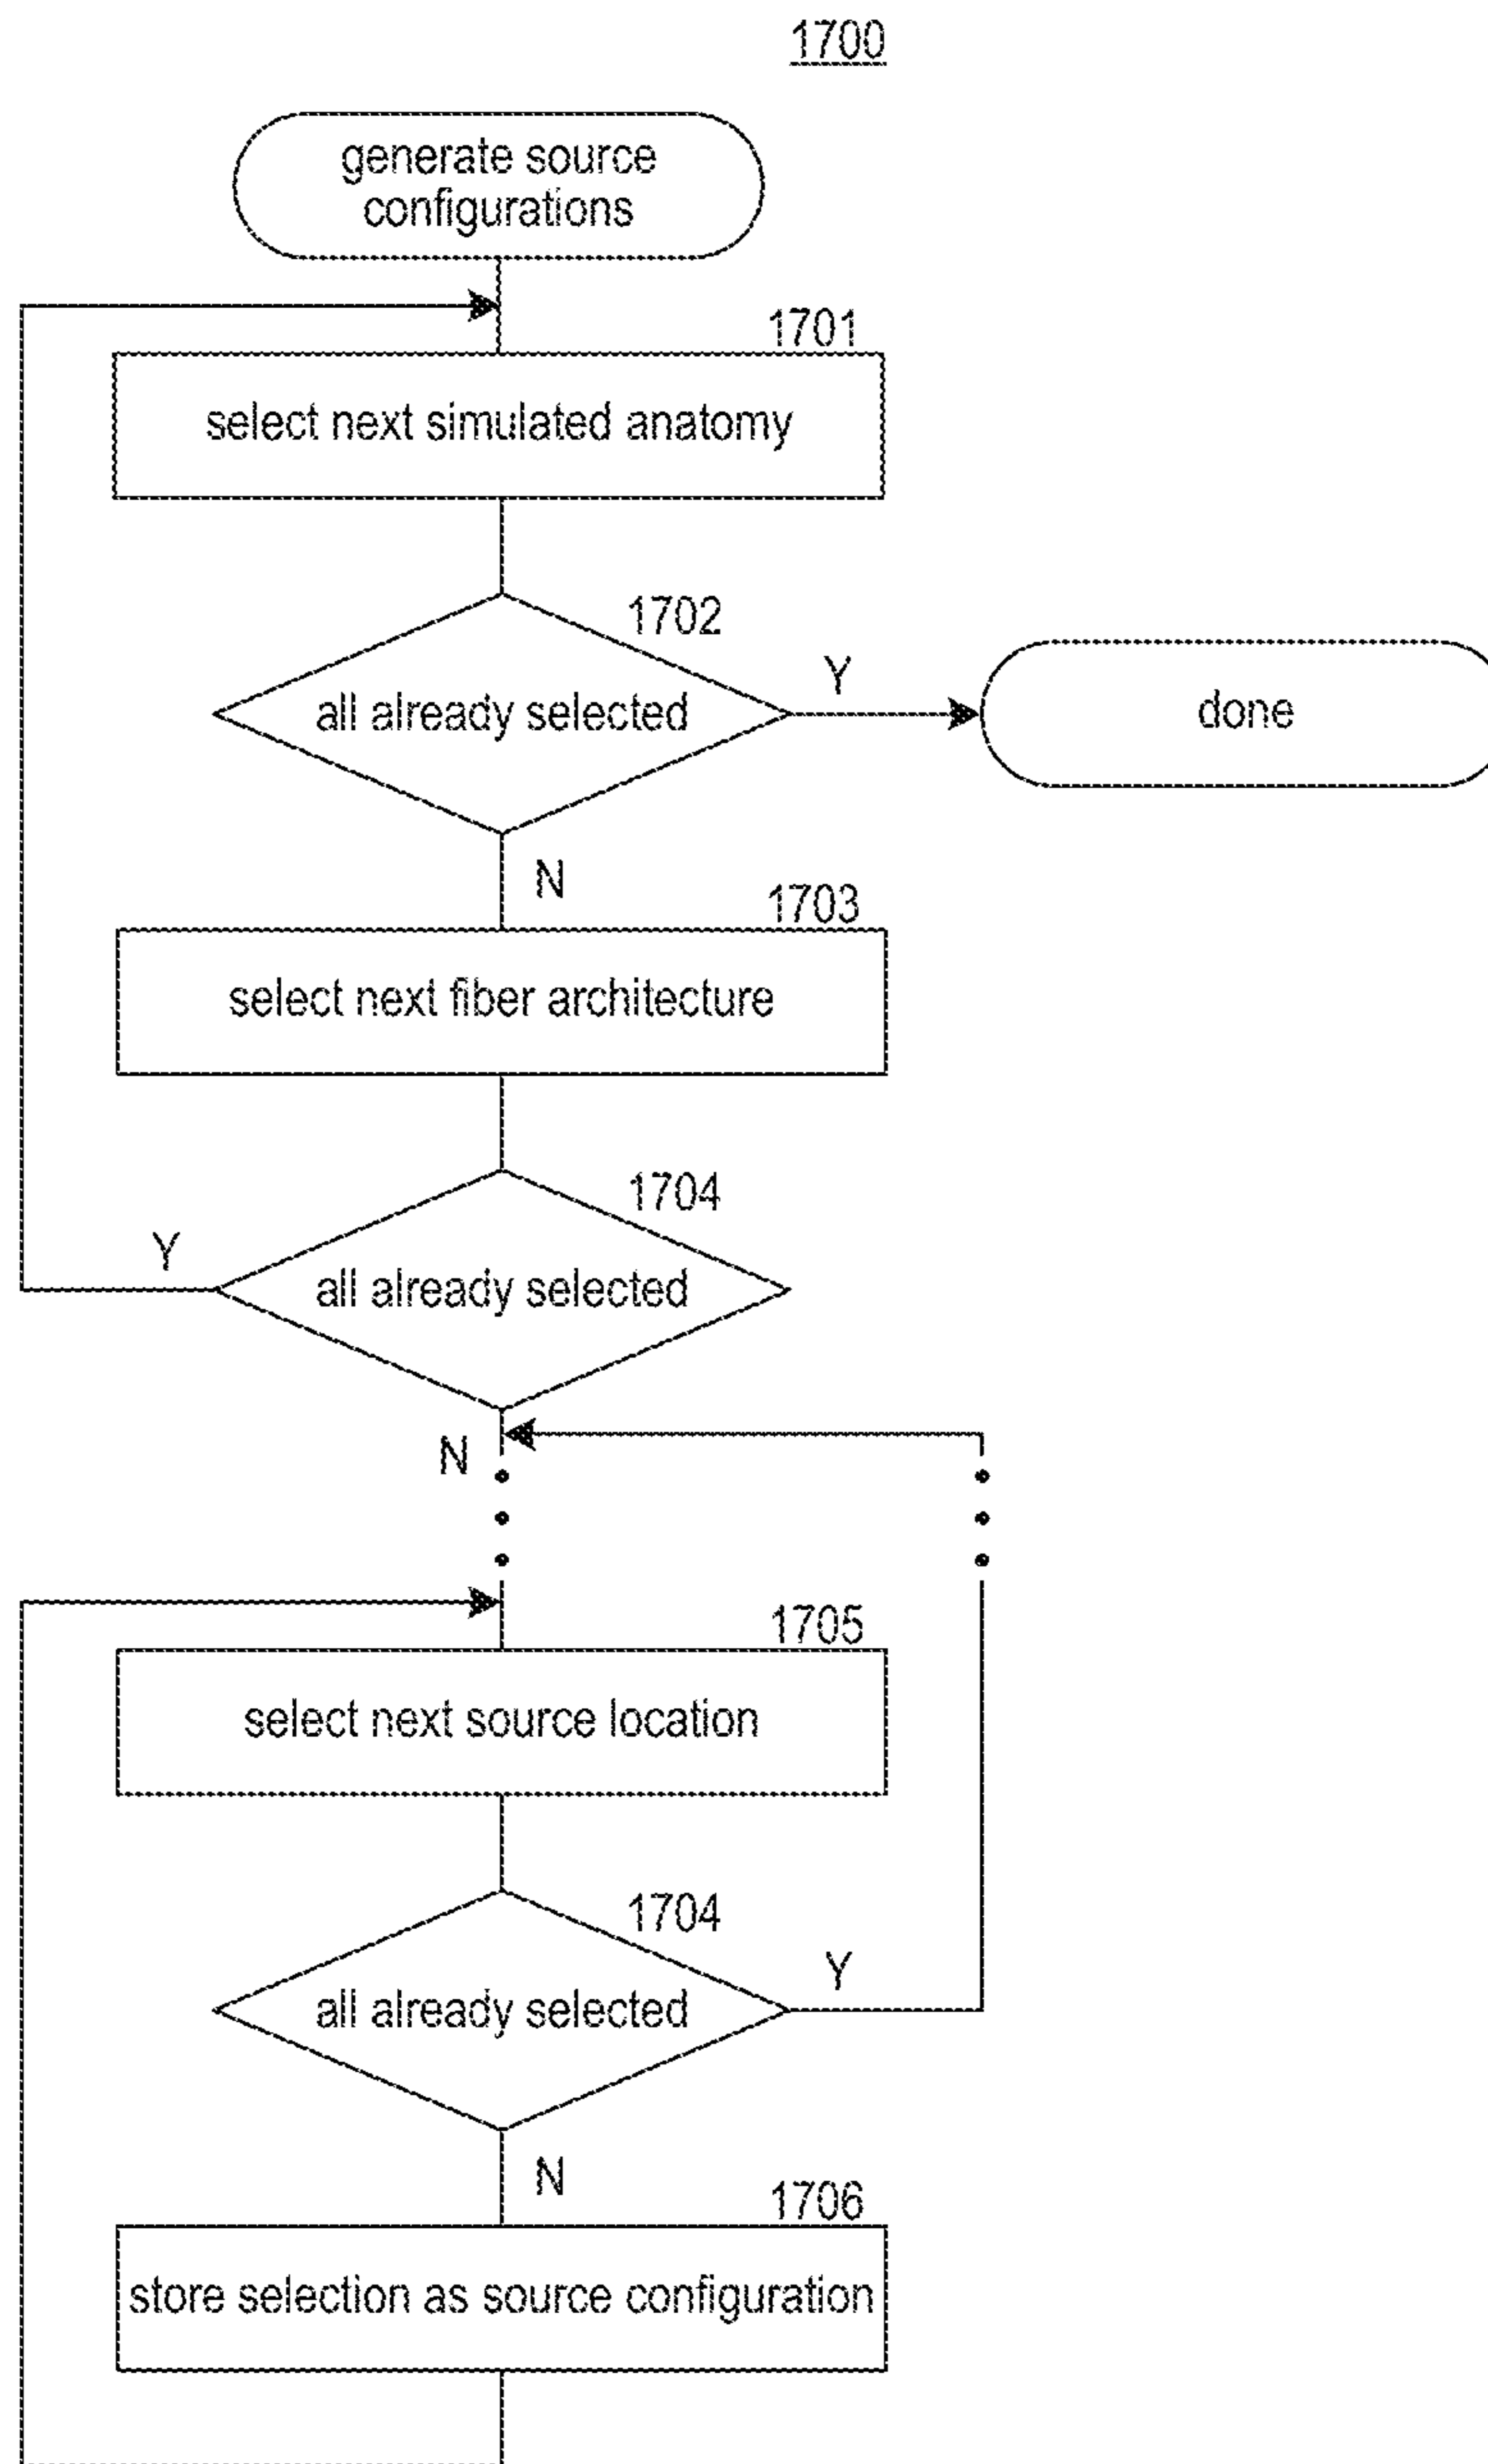 1700
generate source
configurations
1701
select next simulated anatomy
1702
all already selected
Y
done
N
1703
select next fiber architecture
1704
Y
all already selected
N
1705
select next source location
1704
all already selected
Y
N
1706
store selection as source configuration